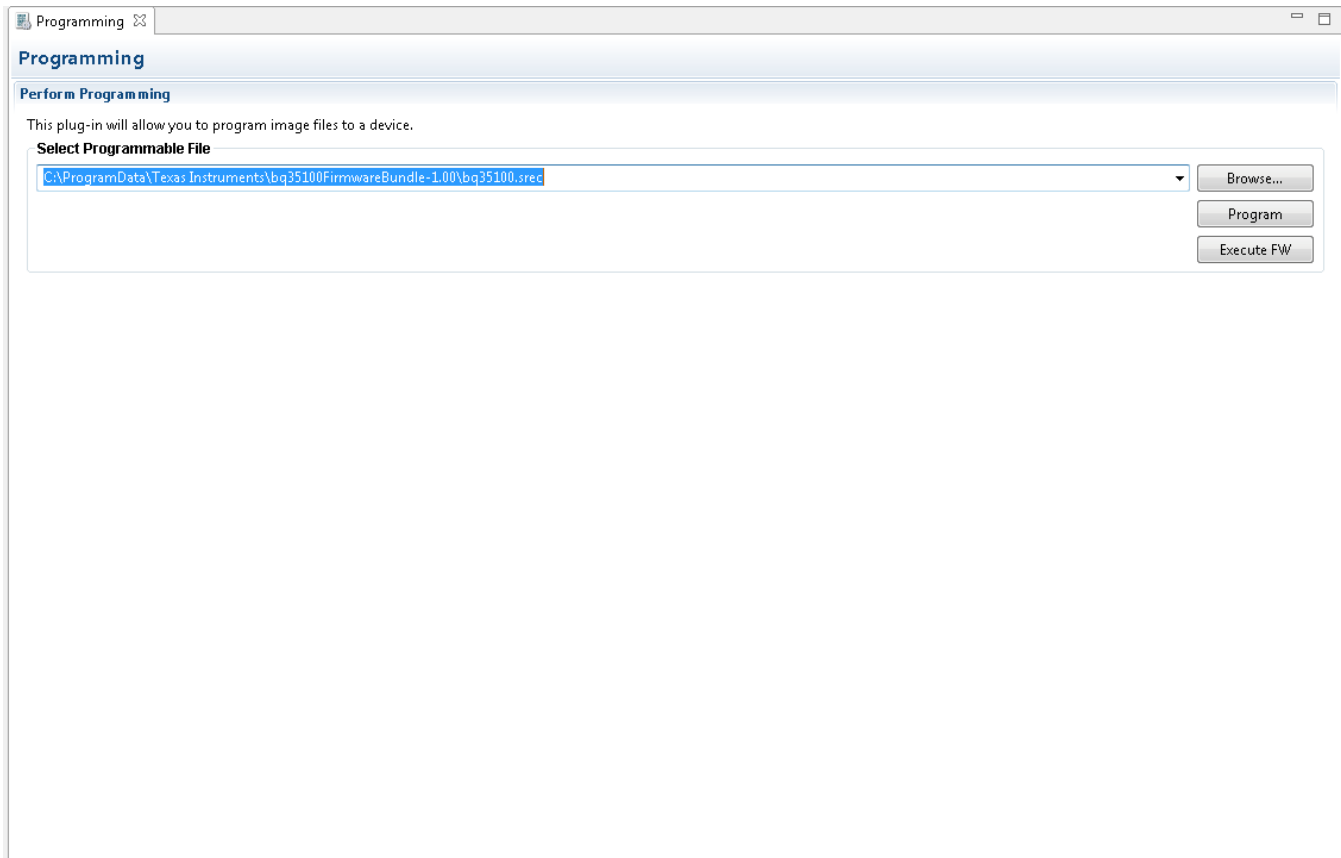 Programming
Programming
Perform Programming
This plug-in will allow you to program image files to a device.
Select Programmable File
C:\ProgramData\Texas Instruments\bq35100FirmwareBundle-1.00\bq35100.srec
Browse...
Program
Execute FW